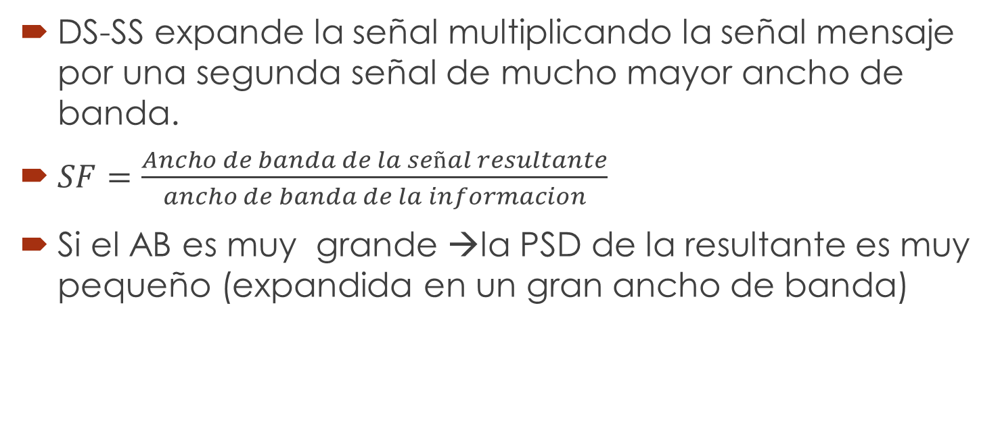 DS-SS expande la señal multiplicando la señal mensaje
por una segunda señal de mucho mayor ancho de
banda.
SF = Ancho de banda de la señal resultante
ancho de banda de la informacion
Si el AB es muy  grande →la PSD de la resultante es muy
pequeño (expandida en un gran ancho de banda)